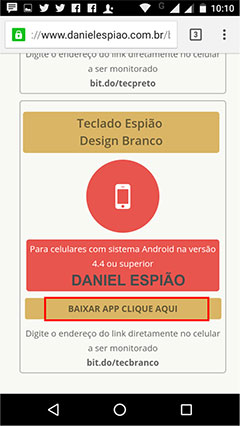 10:10
://www.danielespiao.com.br/b
3
Digite o endereço do link diretamente no celular
a ser monitorado
bit.do/tecpreto
Teclado Espião
Design Branco
Para celulares com sistema Android na versão
4.4 ou superior
DANIEL ESPIÃO
BAIXAR APP CLIQUE AQUI
Digite o endereço do link diretamente no celular
a ser monitorado
bit.do/tecbranco